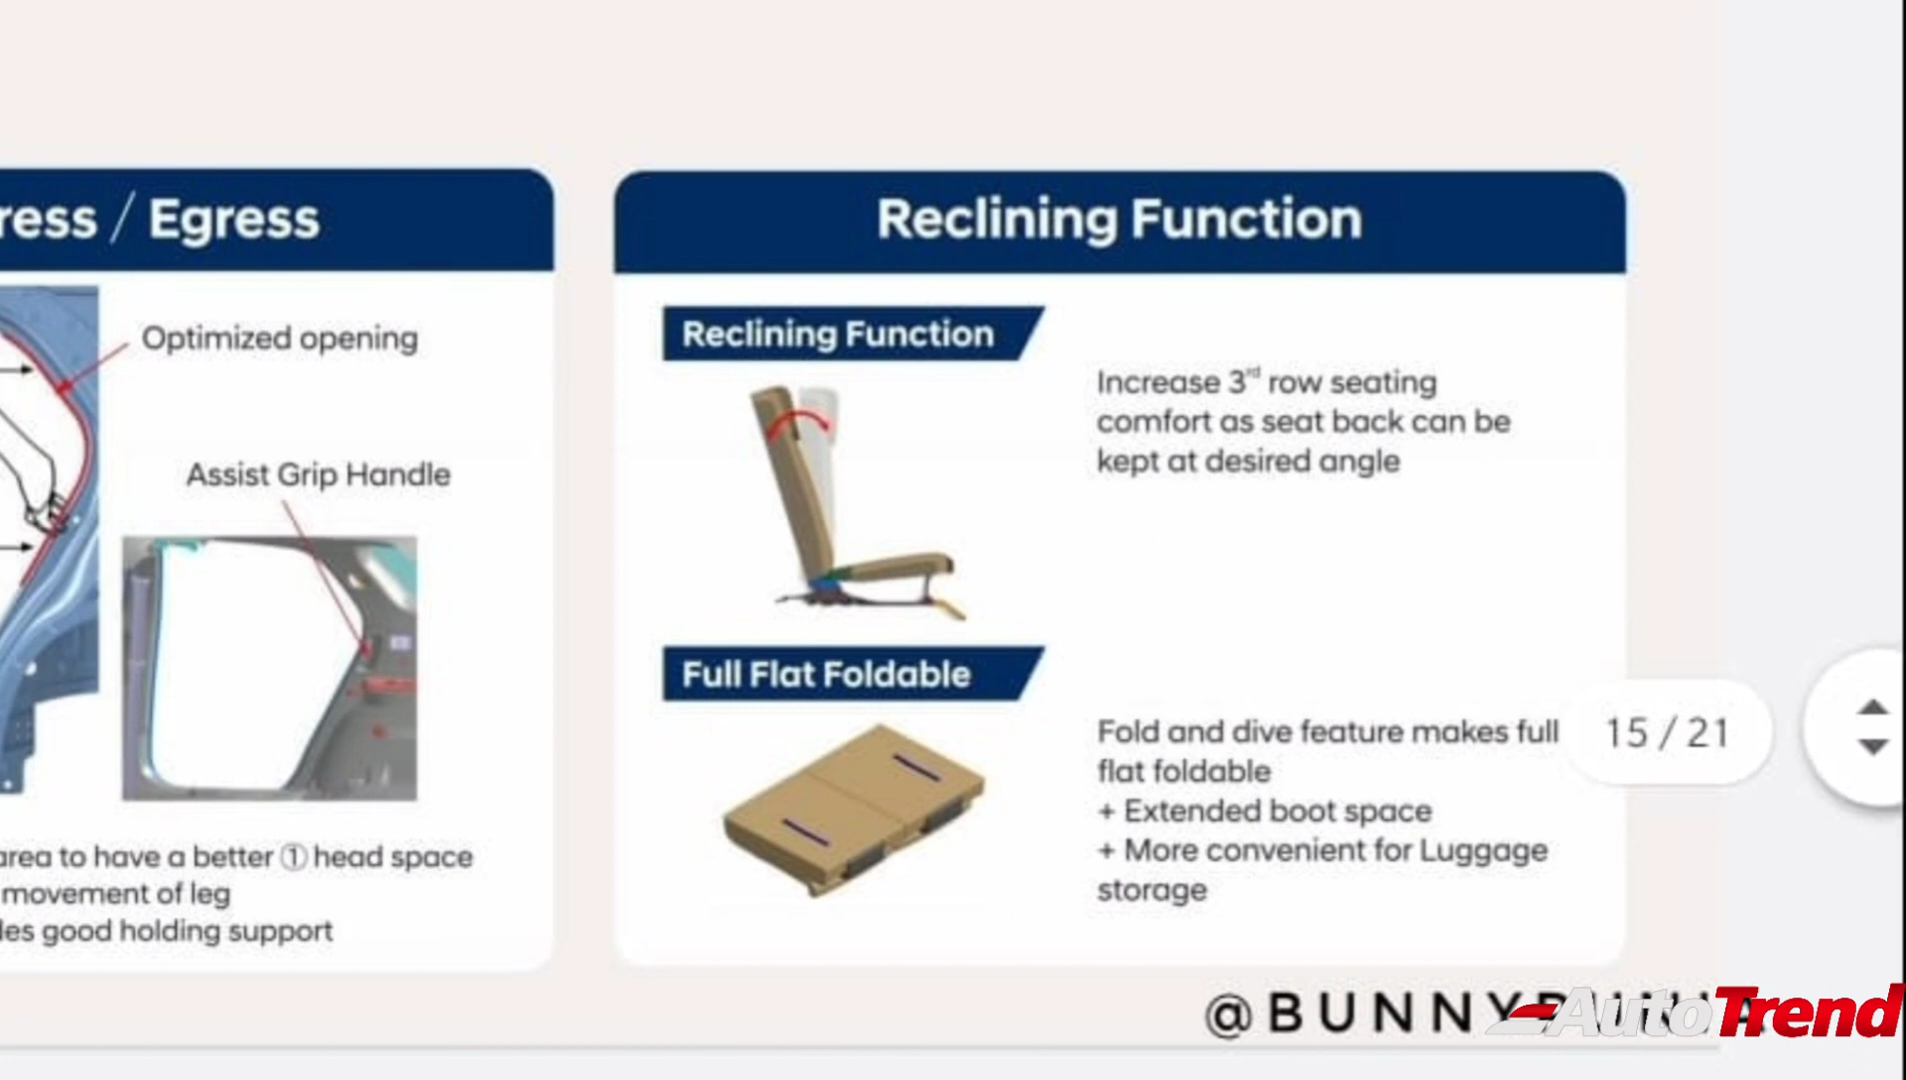 ress / Egress
Optimized opening
Assist Grip Handle
area to have a better ① head space
movement of leg
les good holding support
Reclining Function
Reclining Function
Increase 3rd row seating
comfort as seat back can be
kept at desired angle
Full Flat Foldable
Fold and dive feature makes full
flat foldable
+ Extended boot space
+ More convenient for Luggage
storage
15 / 21
AutoTrend